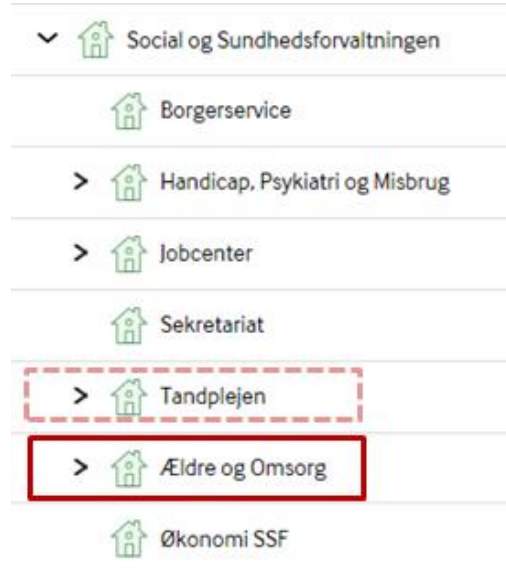 Social og Sundhedsforvaltningen
Borgerservice
Handicap, Psykiatri og Misbrug
Jobcenter
Sekretariat
Tandplejen
Ældre og Omsorg
Økonomi SSF